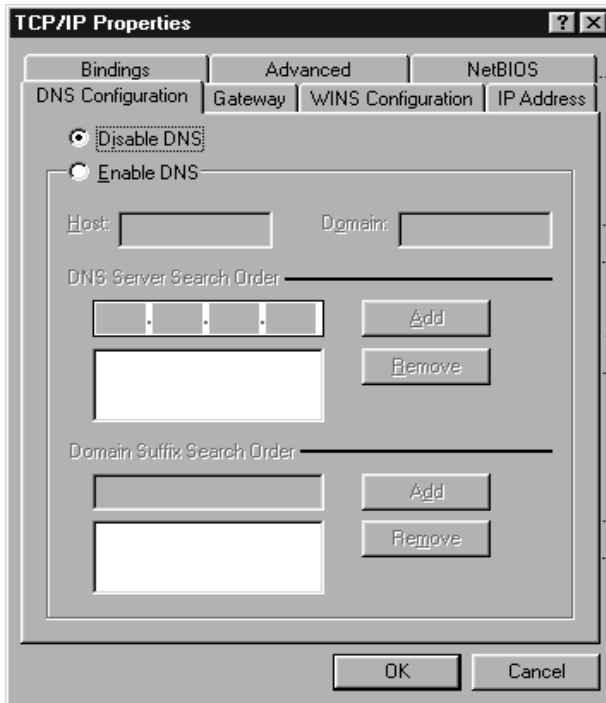 TCP/IP Properties
Bindings Advanced NetBIOS
DNS Configuration Gateway WINS Configuration IP Address
Disable DNS
Enable DNS
Host: Domain:
DNS Server Search Order
. . .
Add
Remove
Domain Suffix Search Order
Add
Remove
OK Cancel